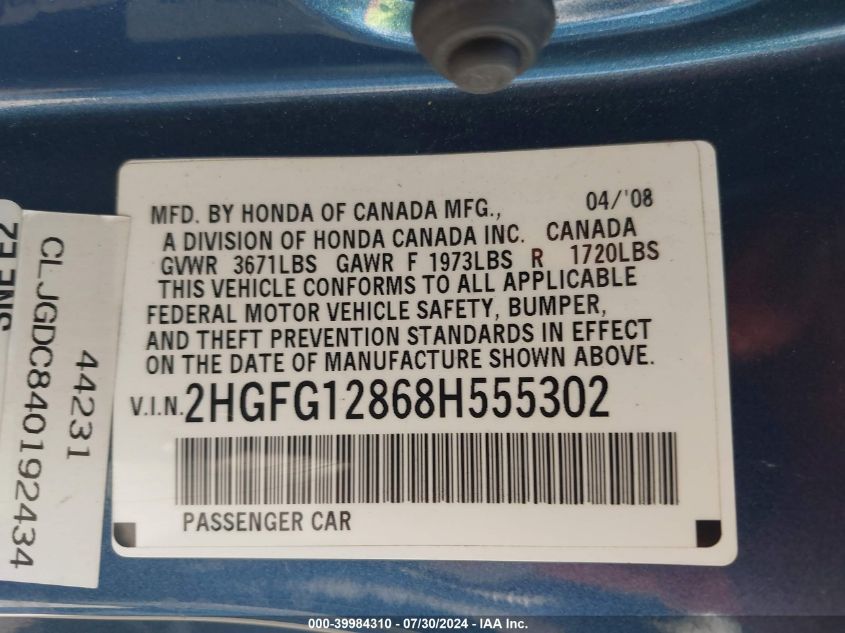 MFD. BY HONDA OF CANADA MFG., 04/'08
A DIVISION OF HONDA CANADA INC. CANADA
GVWR 3671LBS GAWR F 1973LBS R 1720LBS
THIS VEHICLE CONFORMS TO ALL APPLICABLE
FEDERAL MOTOR VEHICLE SAFETY, BUMPER,
AND THEFT PREVENTION STANDARDS IN EFFECT
ON THE DATE OF MANUFACTURE SHOWN ABOVE.
V.I.N. 2HGFG12868H555302
PASSENGER CAR
44231
CLJGDC840192434
000-39984310 - 07/30/2024 - IAA Inc.